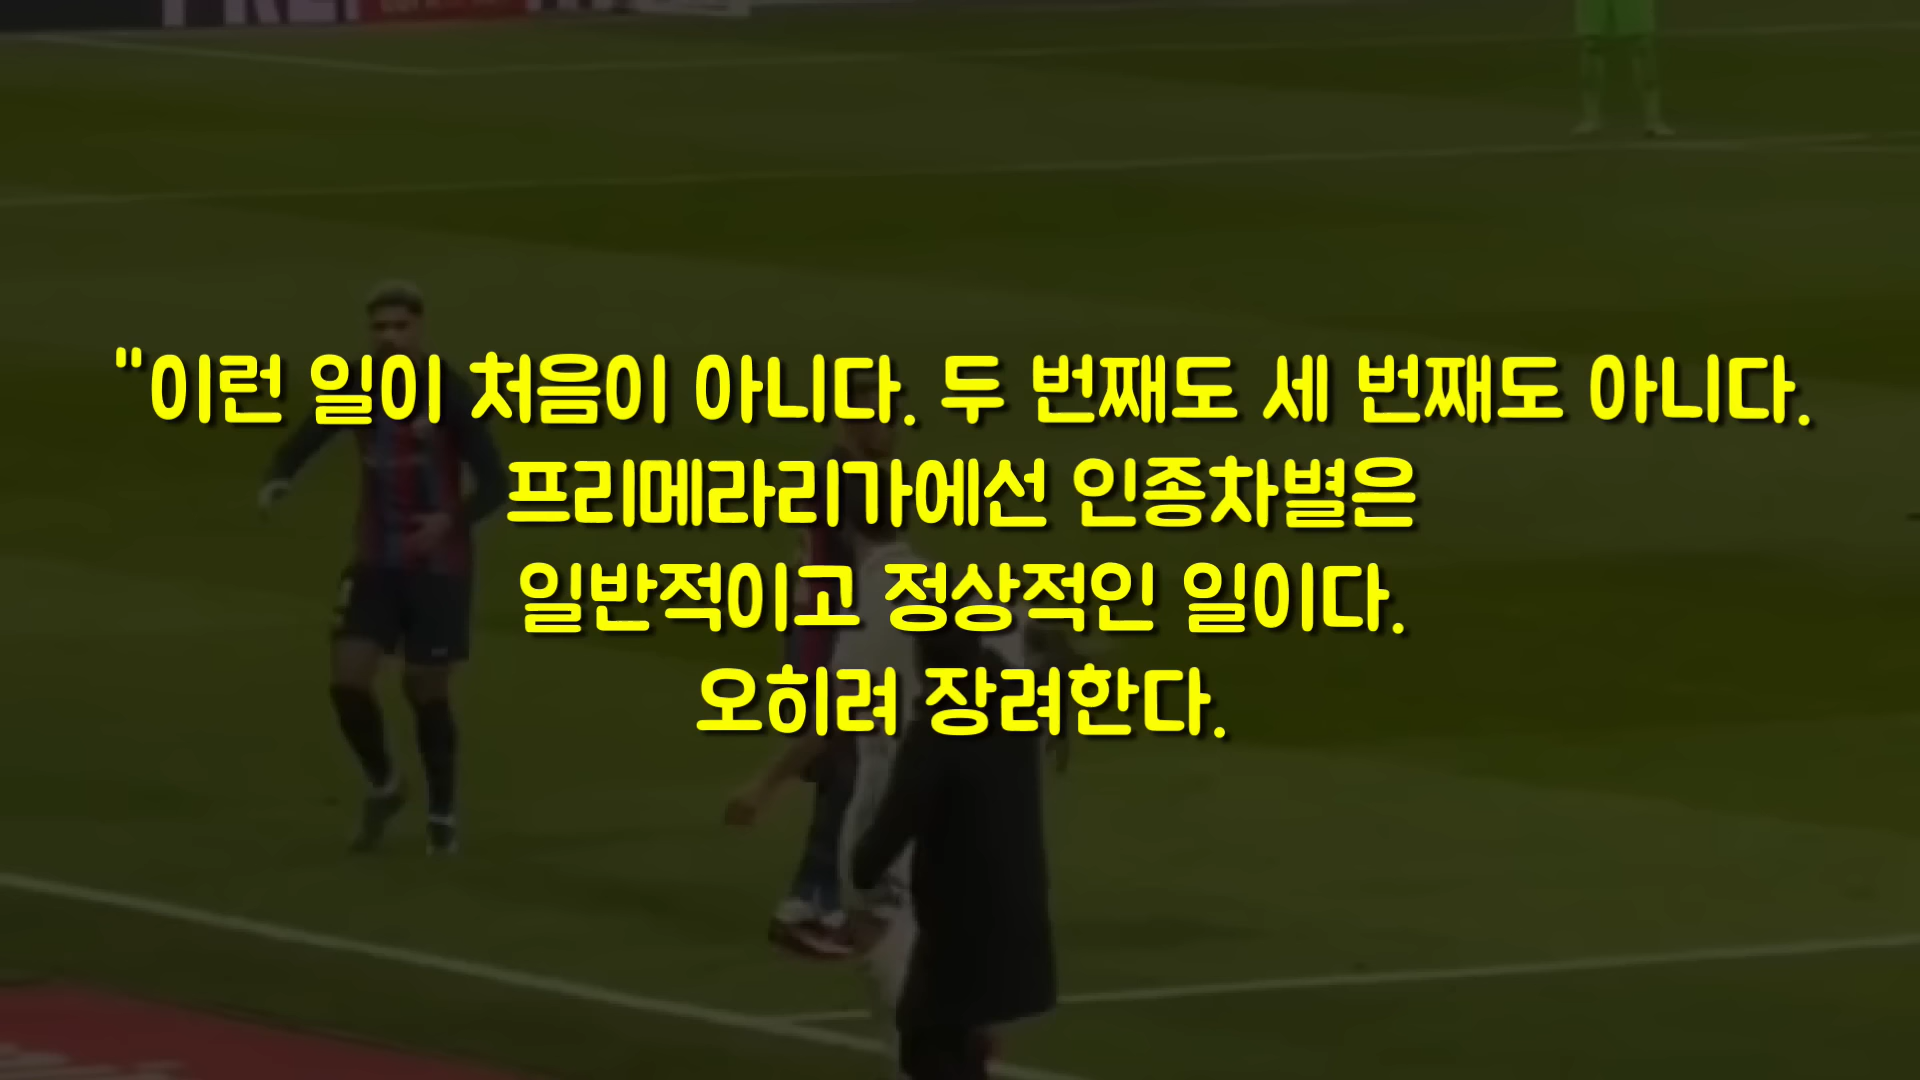 "이런 일이 처음이 아니다. 두 번째도 세 번째도 아니다.
프리메라리가에선 인종차별은
일반적이고 정상적인 일이다.
오히려 장려한다.